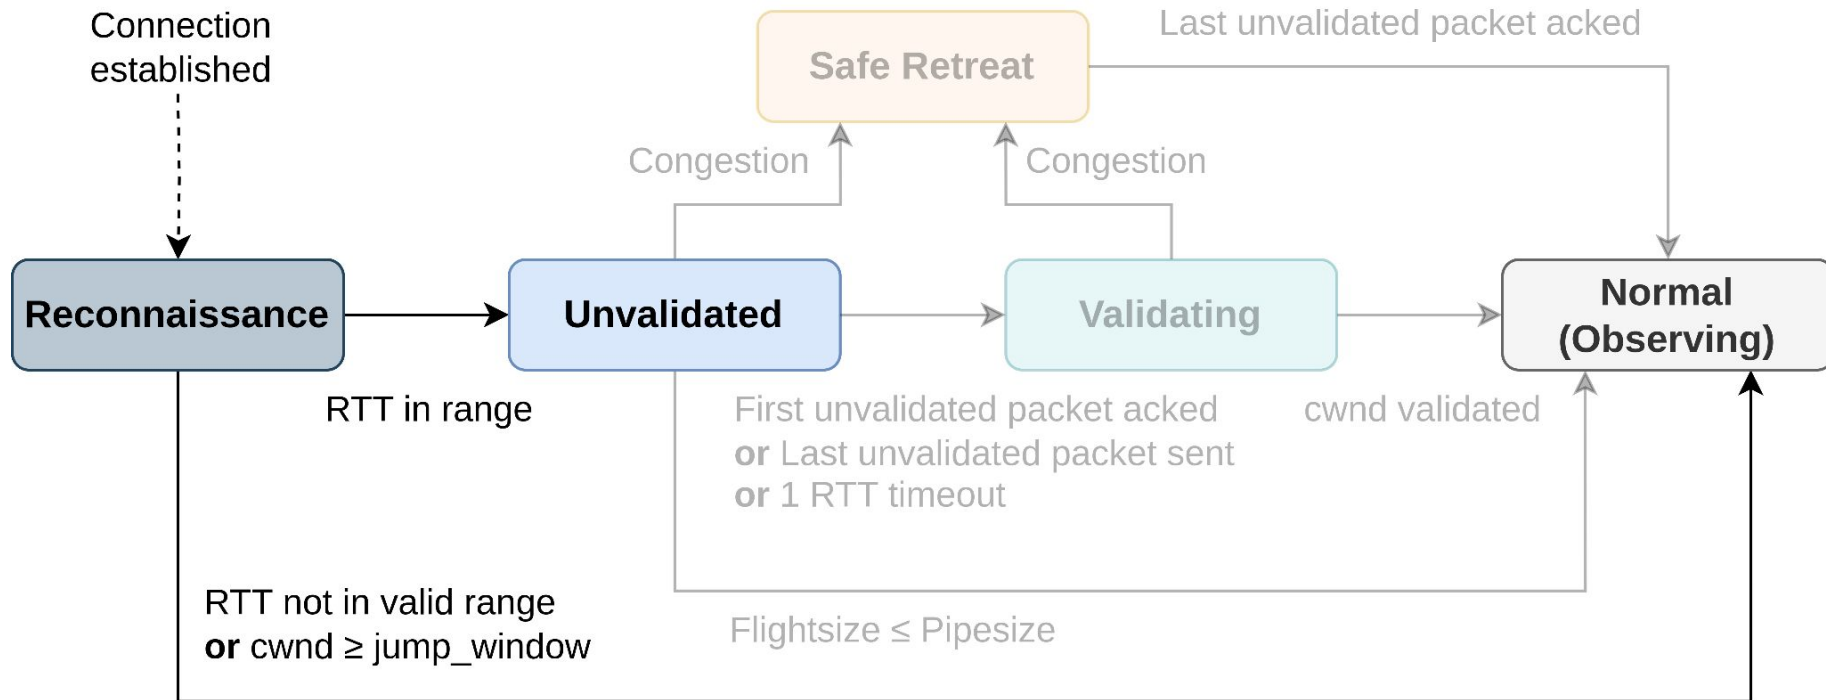 Connection
established
Last unvalidated packet acked
Safe Retreat
Congestion
Congestion
Reconnaissance
Unvalidated
Validating
Normal
(Observing)
RTT in range
First unvalidated packet acked
or Last unvalidated packet sent
or 1 RTT timeout
cwnd validated
RTT not in valid range
or cwnd ≥ jump_window
Flightsize ≤ Pipesize